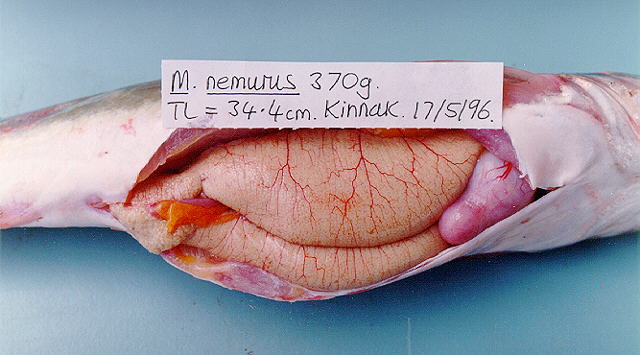 M. nemurus 370g.
TL = 34.4cm. Kinnak. 17/5/96.